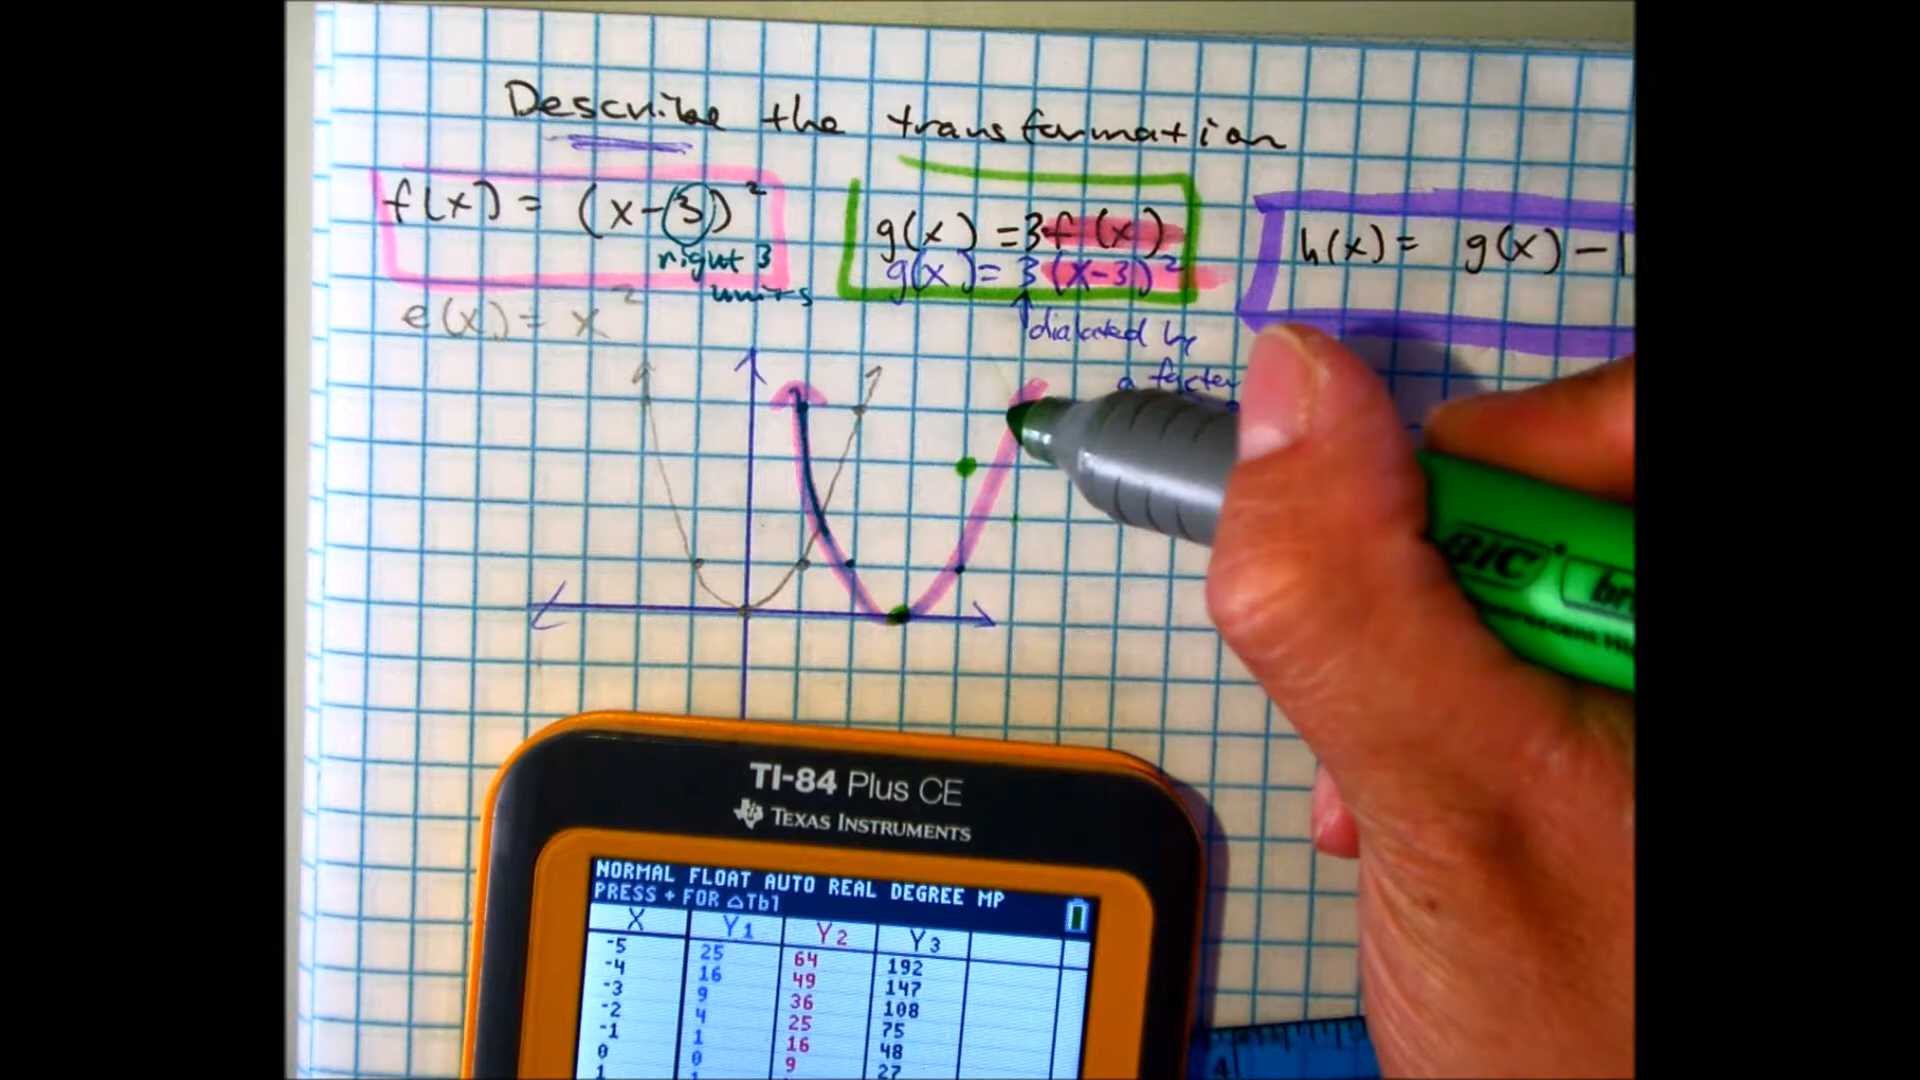 Describe the transformation
f(x) = (x-3)²
right 3
units
e(x) = x²
g(x) = 3f(x)
g(x) = 3(x-3)²
dialated by
a factor
h(x) = g(x) - 1
BIC
TI-84 Plus CE
TEXAS INSTRUMENTS
NORMAL FLOAT AUTO REAL DEGREE MP
PRESS + FOR △Tbl
X Y1 Y2 Y3
-5 25 64 192
-4 16 49 147
-3 9 36 108
-2 4 25 75
-1 1 16 48
0 0 9 27
1
4